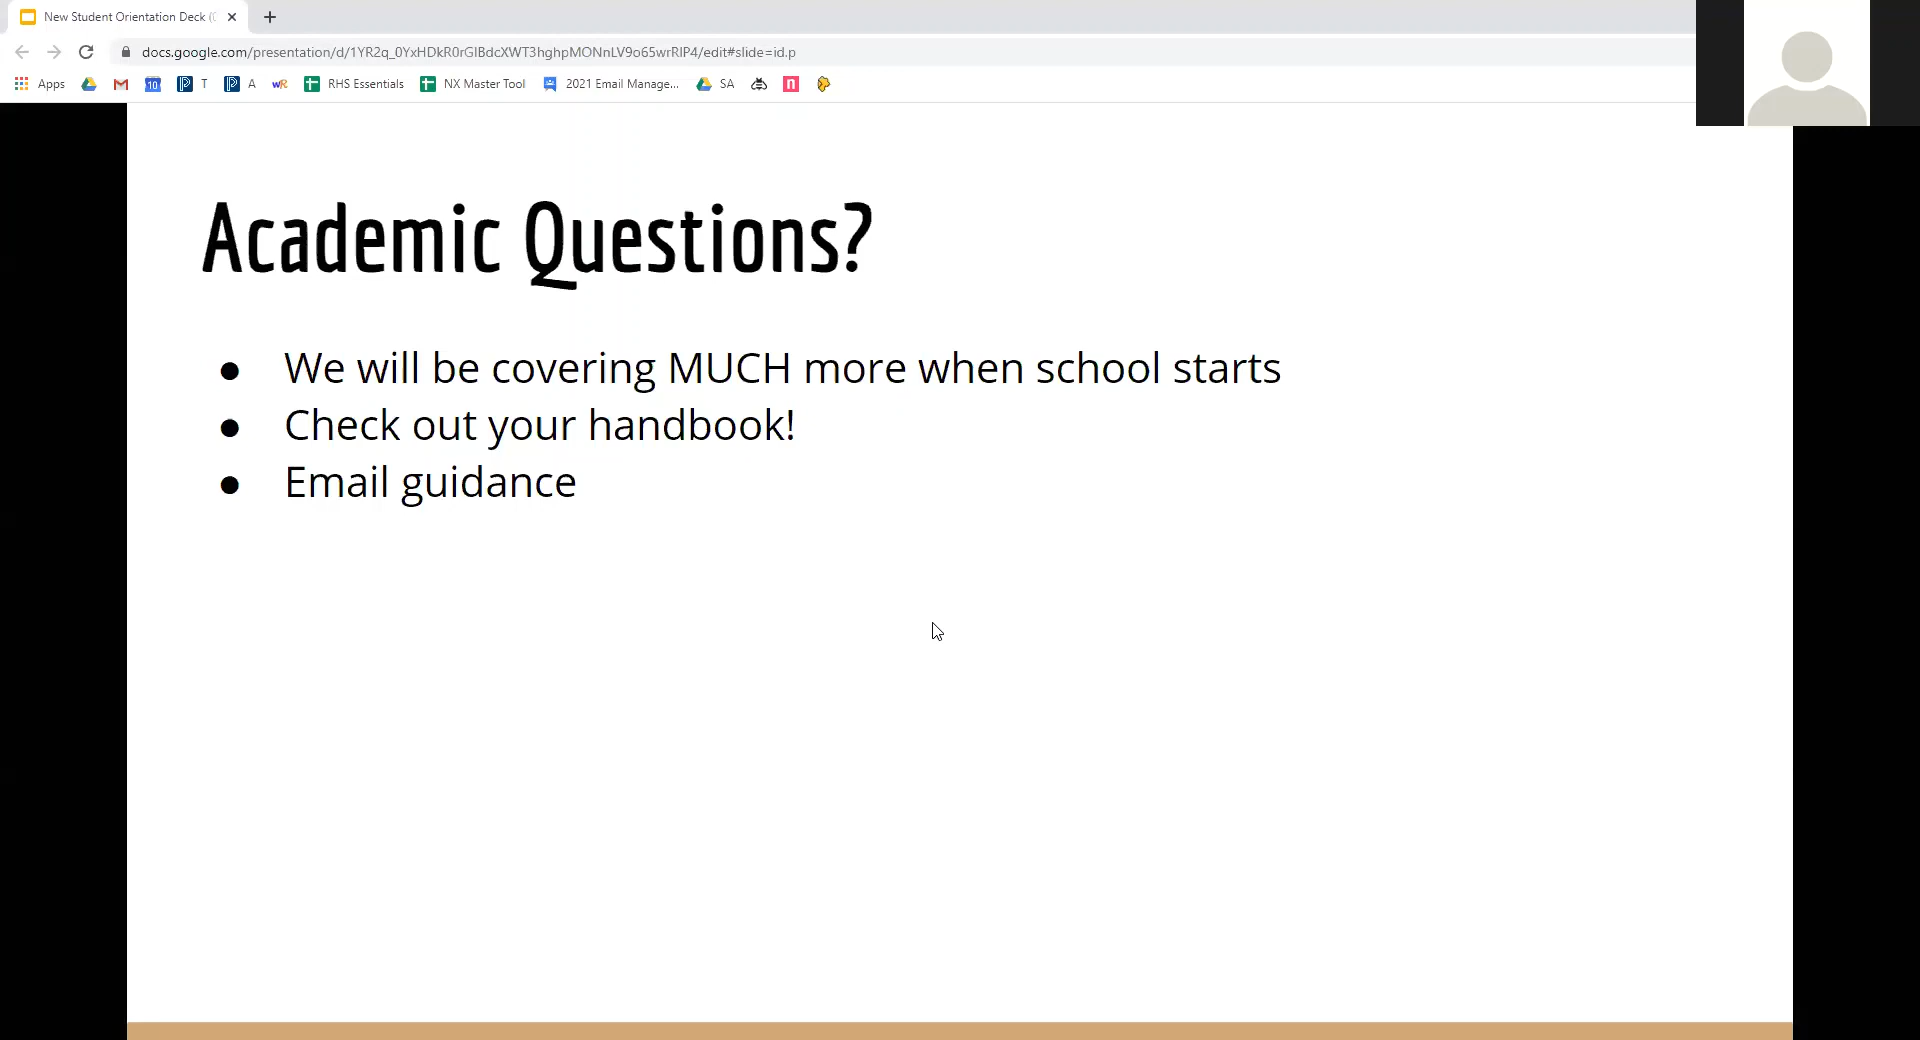 New Student Orientation Deck (
docs.google.com/presentation/d/1YR2q_0YxHDkR0rGlBdcXWT3hghpMONnLV9o65wrRlP4/edit#slide=id.p
Apps 10 P T P A wR RHS Essentials NX Master Tool 2021 Email Manage... SA n
Academic Questions?
● We will be covering MUCH more when school starts
● Check out your handbook!
● Email guidance